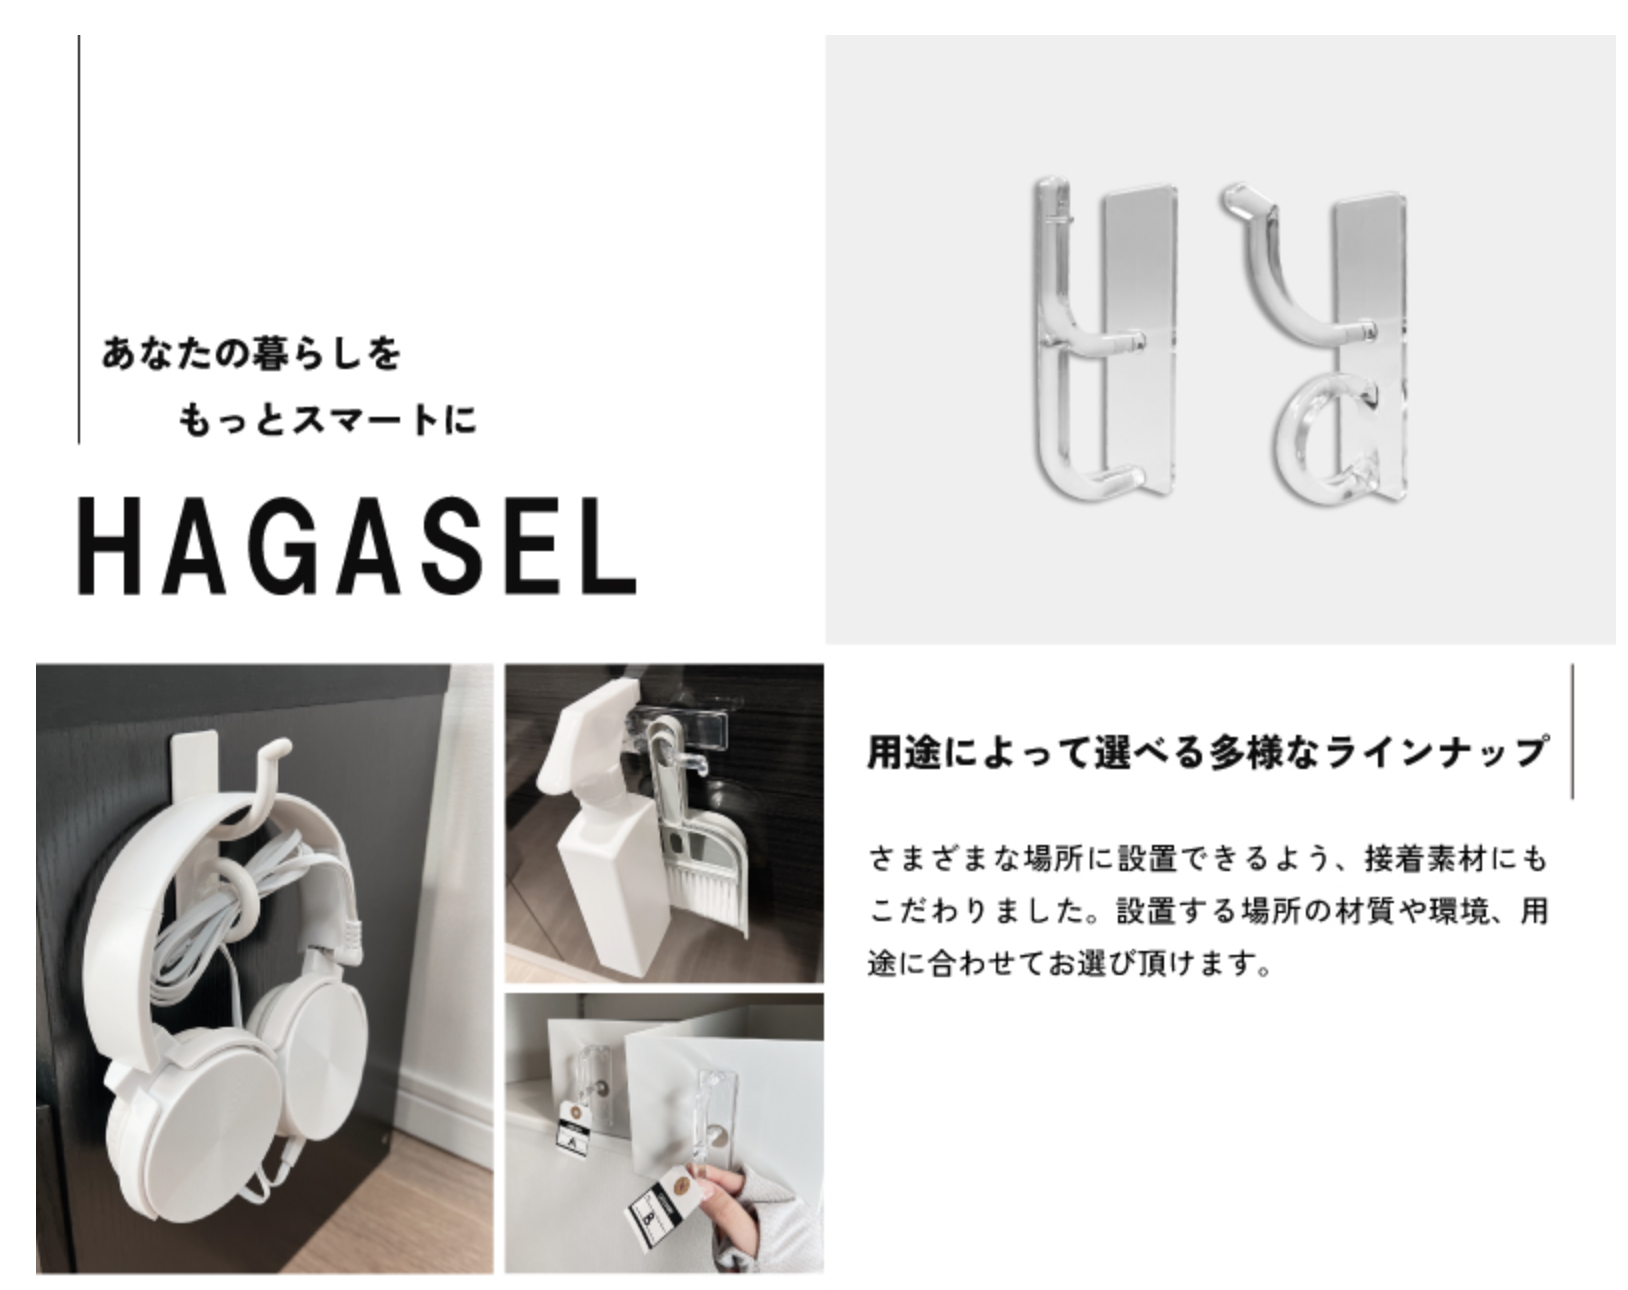 あなたの暮らしを
もっとスマートに
HAGASEL
用途によって選べる多様なラインナップ
さまざまな場所に設置できるよう、接着素材にも
こだわりました。設置する場所の材質や環境、用
途に合わせてお選び頂けます。
A
B